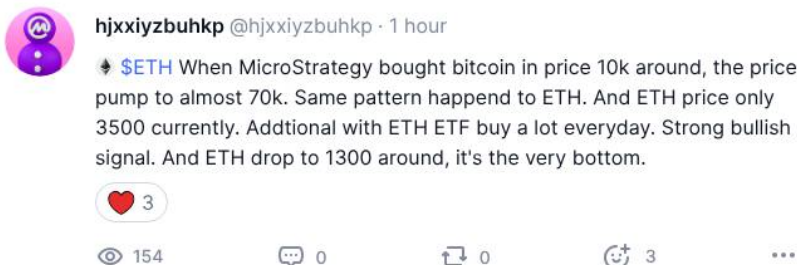 hjxxiyzbuhkp @hjxxiyzbuhkp · 1 hour
$ETH When MicroStrategy bought bitcoin in price 10k around, the price
pump to almost 70k. Same pattern happend to ETH. And ETH price only
3500 currently. Addtional with ETH ETF buy a lot everyday. Strong bullish
signal. And ETH drop to 1300 around, it's the very bottom.
3
154 0 0 3